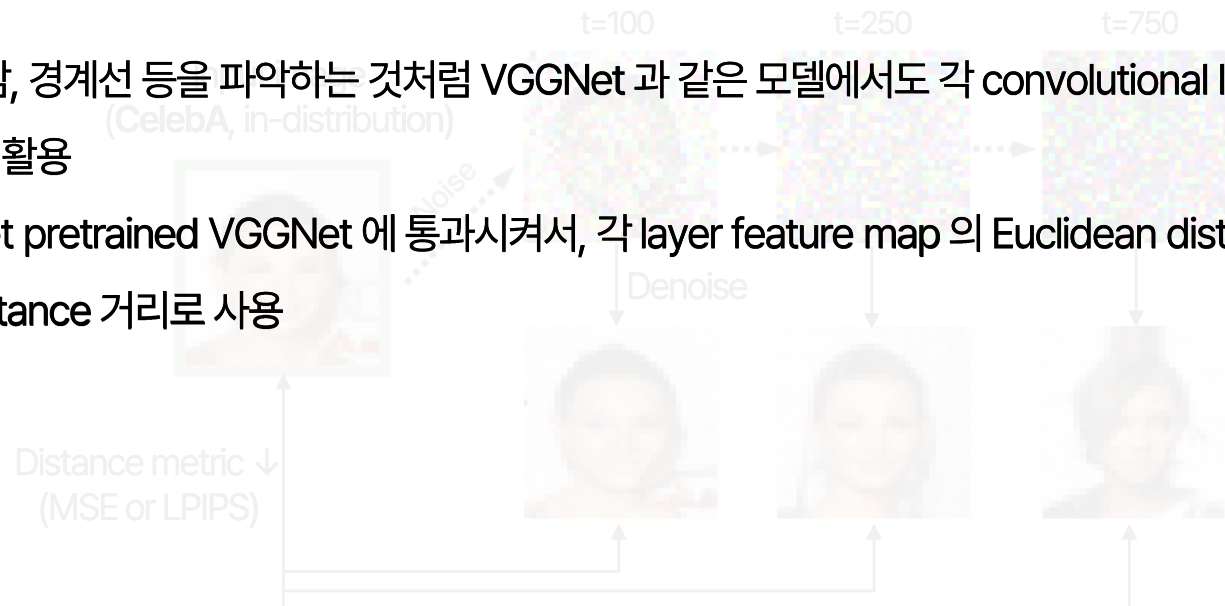 t=100 t=250 t=750
, 경계선 등을 파악하는 것처럼 VGGNet 과 같은 모델에서도 각 convolutional
(CelebA, in-distribution)
활용
Noise
pretrained VGGNet 에 통과시켜서, 각 layer feature map 의 Euclidean
Denoise
거리로 사용
Distance metric ↓
(MSE or LPIPS)